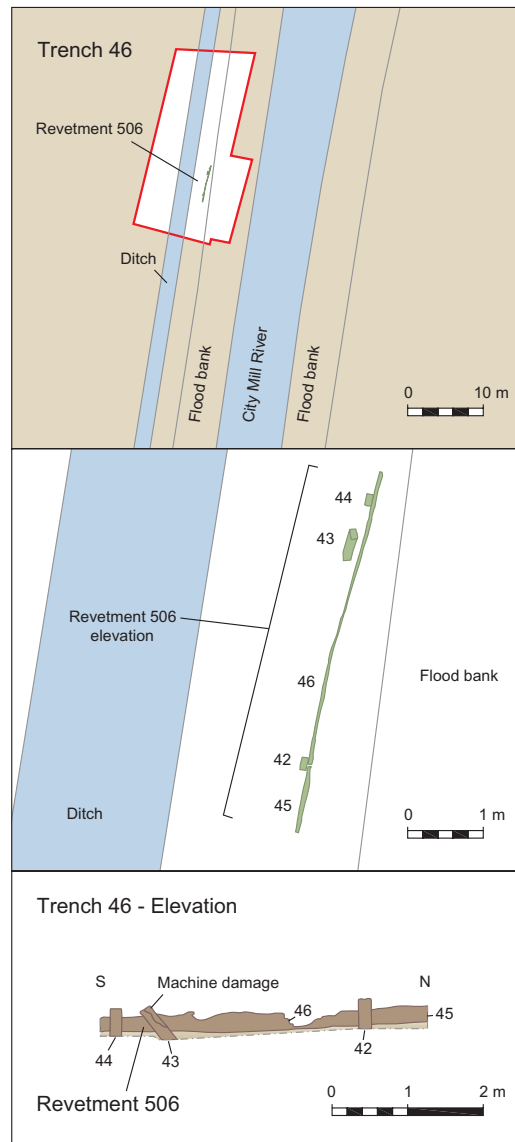 Trench 46
Revetment 506
Ditch
Flood bank
City Mill River
Flood bank
0 10 m
44
43
Revetment 506
elevation
46
Flood bank
42
45
Ditch
0 1 m
Trench 46 - Elevation
S
Machine damage
N
46
45
44
43
42
Revetment 506
0 1 2 m